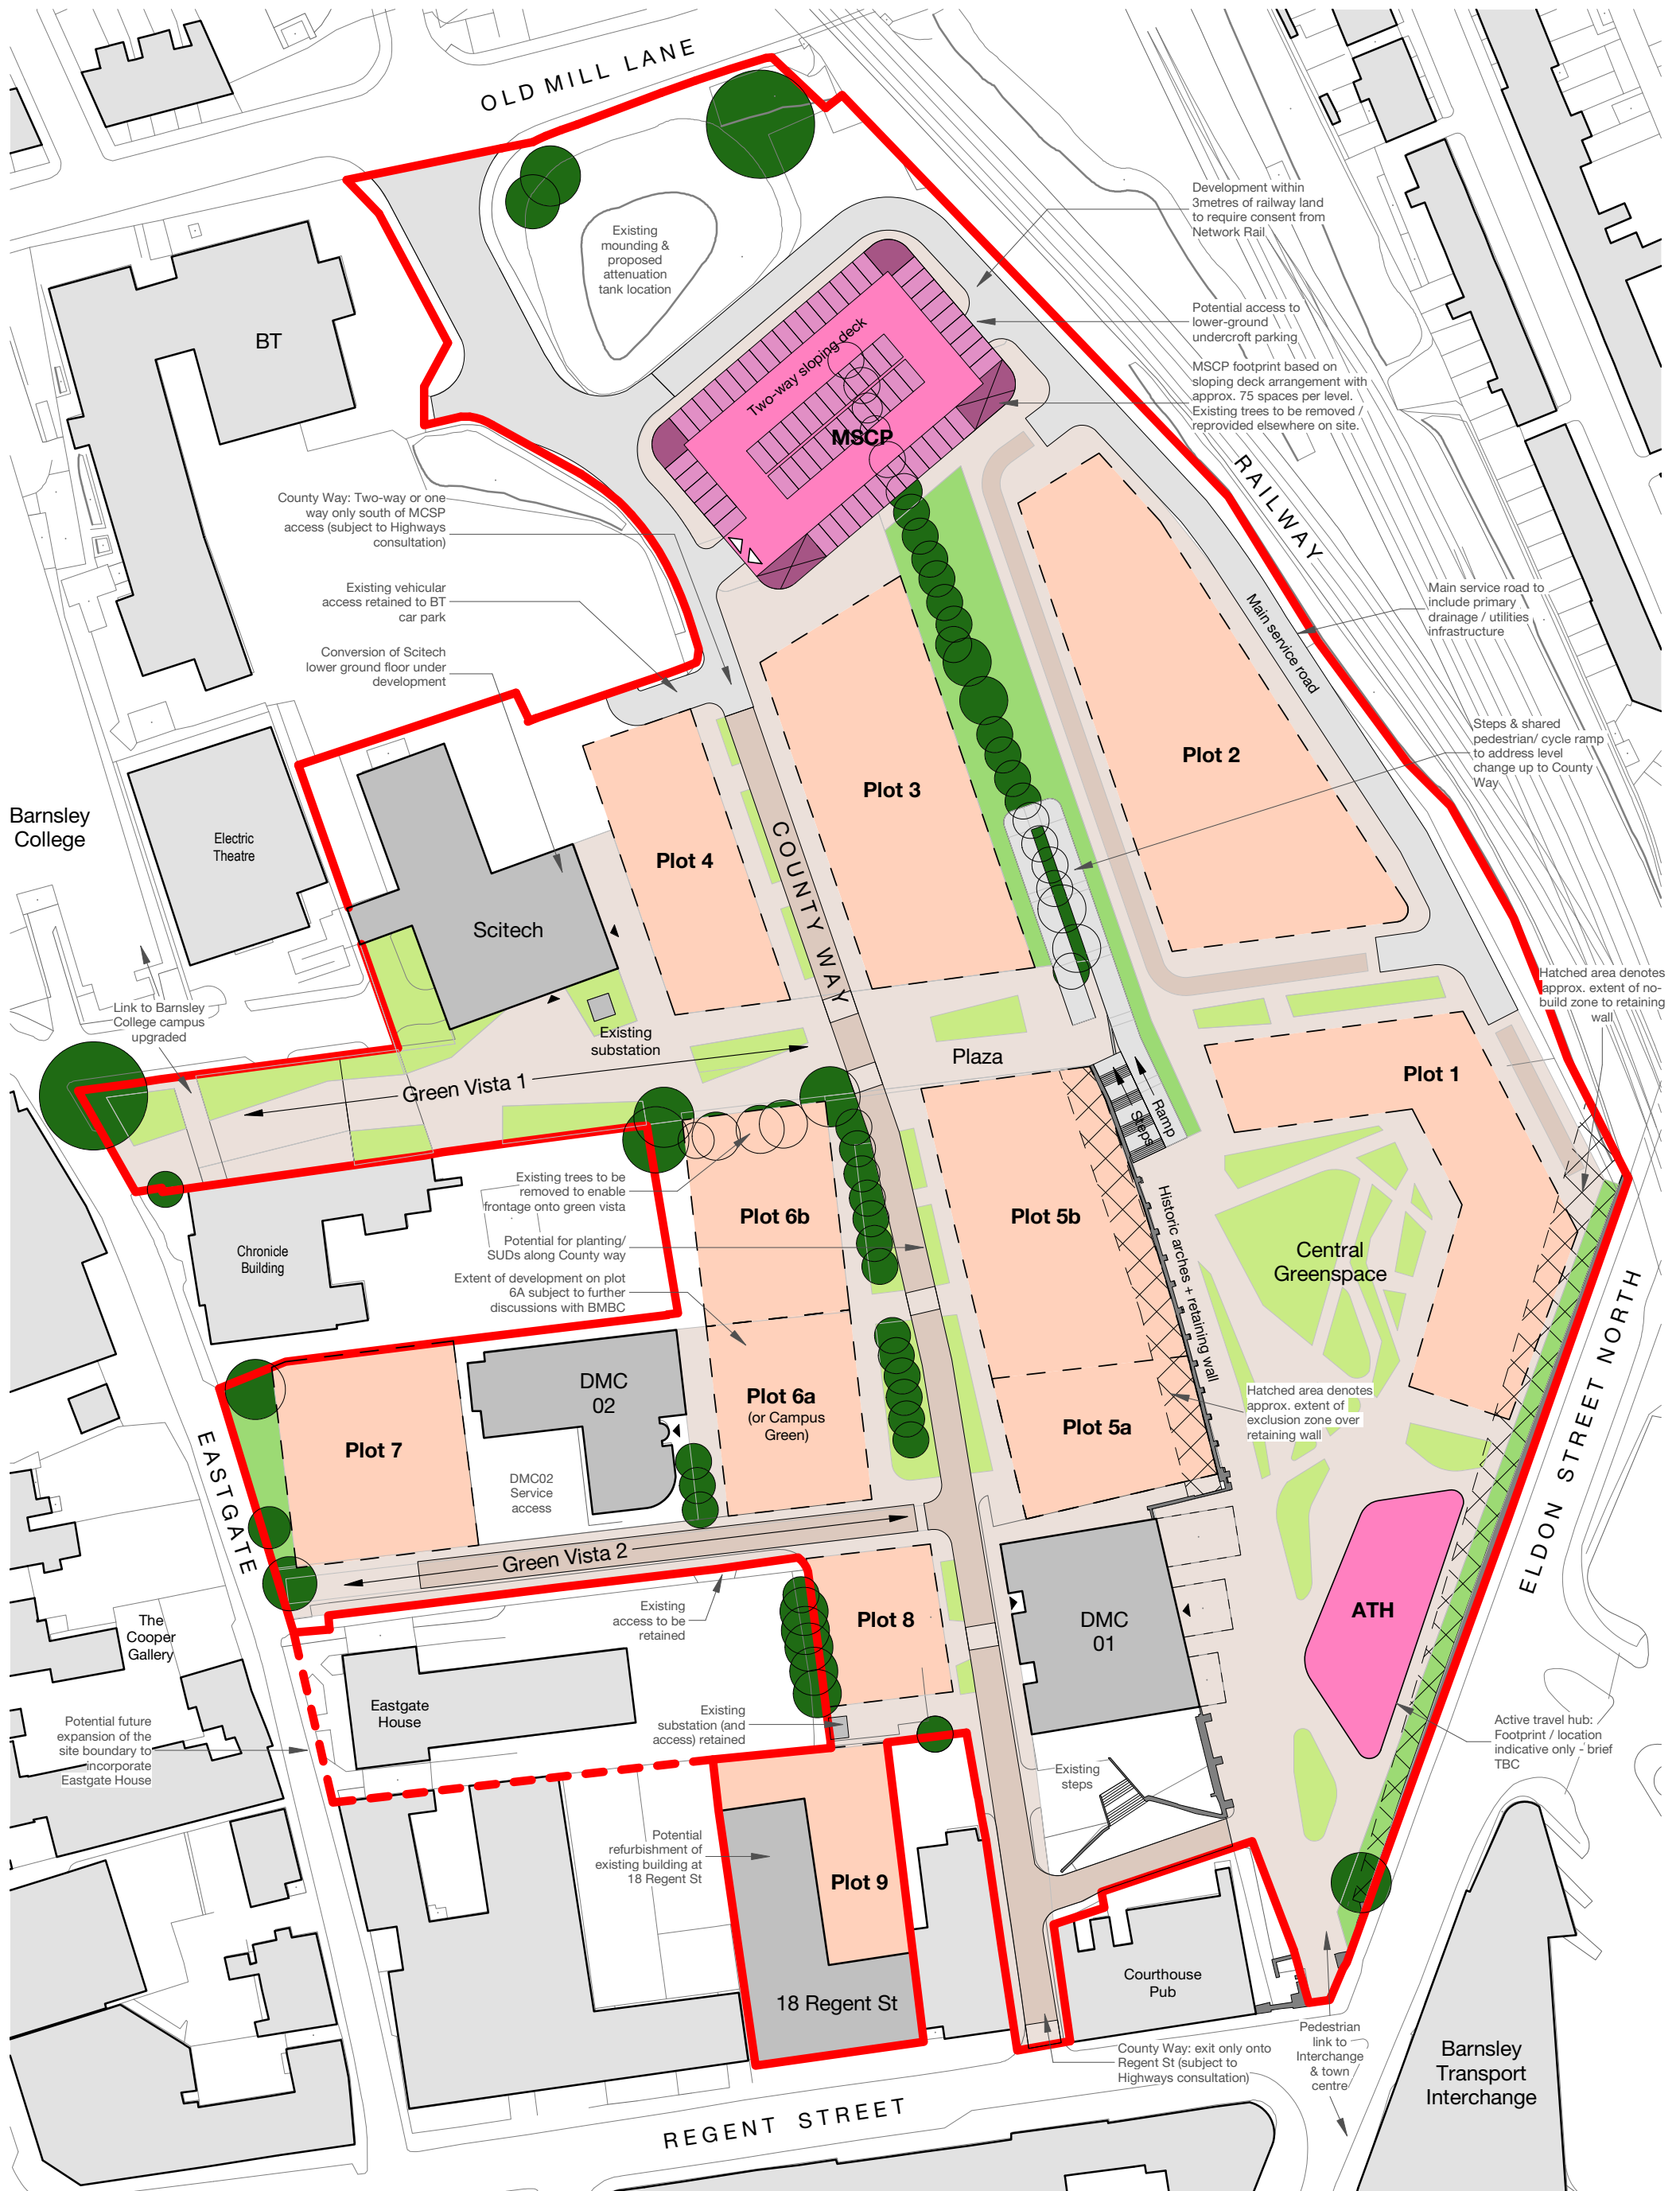 OLD MILL LANE
Existing
mounding &
proposed
attenuation
tank location
Development within
3metres of railway land
to require consent from
Network Rail
BT
Potential access to
lower-ground
undercroft parking
Two-way sloping deck
MSCP
MSCP footprint based on
sloping deck arrangement with
approx. 75 spaces per level.
Existing trees to be removed /
reprovided elsewhere on site.
RAILWAY
County Way: Two-way or one
way only south of MCSP
access (subject to Highways
consultation)
Existing vehicular
access retained to BT
car park
Conversion of Scitech
lower ground floor under
development
Main service road
Main service road to
include primary
drainage / utilities
infrastructure
Steps & shared
pedestrian/ cycle ramp
to address level
change up to County
Way
Plot 2
Plot 3
Barnsley
College
Electric
Theatre
Plot 4
COUNTY WAY
Scitech
Link to Barnsley
College campus
upgraded
Existing
substation
Hatched area denotes
approx. extent of no-
build zone to retaining
wall
Green Vista 1
Plaza
Plot 1
Ramp
Steps
Existing trees to be
removed to enable
frontage onto green vista
Potential for planting/
SUDs along County way
Extent of development on plot
6A subject to further
discussions with BMBC
Plot 6b
Plot 5b
Historic arches + retaining wall
Central
Greenspace
Chronicle
Building
ELDON STREET NORTH
DMC
02
Plot 6a
(or Campus
Green)
Hatched area denotes
approx. extent of
exclusion zone over
retaining wall
Plot 5a
EASTGATE
Plot 7
DMC02
Service
access
Green Vista 2
Existing
access to be
retained
Plot 8
DMC
01
ATH
The
Cooper
Gallery
Eastgate
House
Potential future
expansion of the
site boundary to
incorporate
Eastgate House
Existing
substation (and
access) retained
Existing
steps
Active travel hub:
Footprint / location
indicative only - brief
TBC
Potential
refurbishment of
existing building at
18 Regent St
Plot 9
18 Regent St
Courthouse
Pub
County Way: exit only onto
Regent St (subject to
Highways consultation)
Pedestrian
link to
Interchange
& town
centre
Barnsley
Transport
Interchange
REGENT STREET